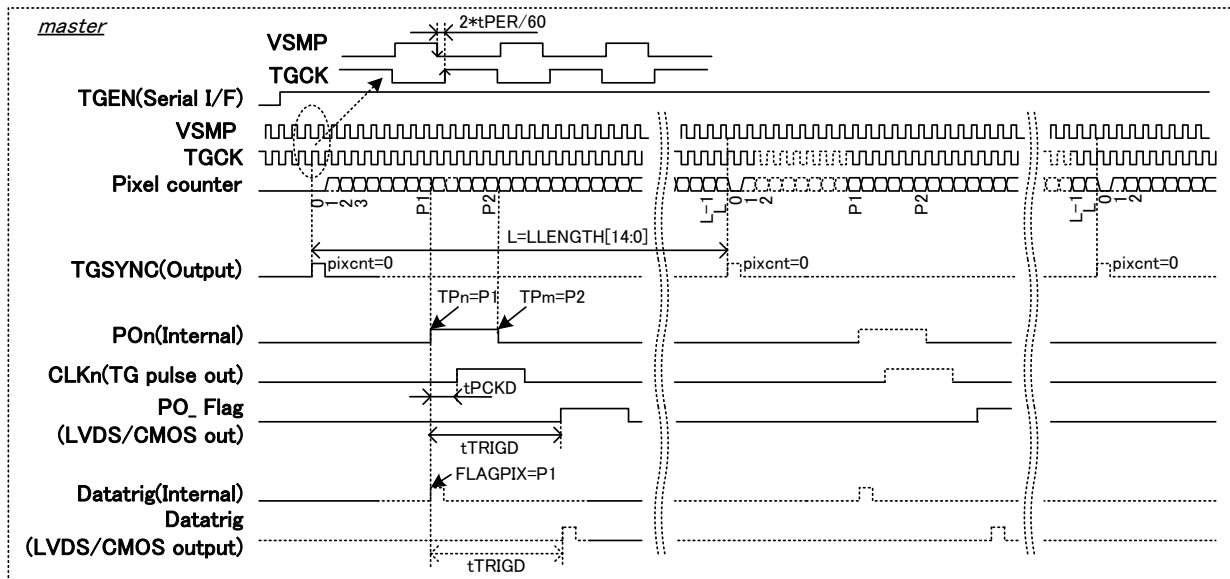 master
2*tPER/60
VSMP
TGCK
TGEN(Serial I/F)
VSMP
TGCK
Pixel counter
0 1 2 3 P1 P2 L-1 L 0 1 2 P1 P2 L-1 L 0 1 2
L=LLENGTH[14:0]
TGSYNC(Output) pixcnt=0 pixcnt=0 pixcnt=0
TPn=P1 TPm=P2
POn(Internal)
CLKn(TG pulse out)
tPCKD
PO_ Flag
(LVDS/CMOS out)
tTRIGD
FLAGPIX=P1
Datatrig(Internal)
Datatrig
(LVDS/CMOS output)
tTRIGD